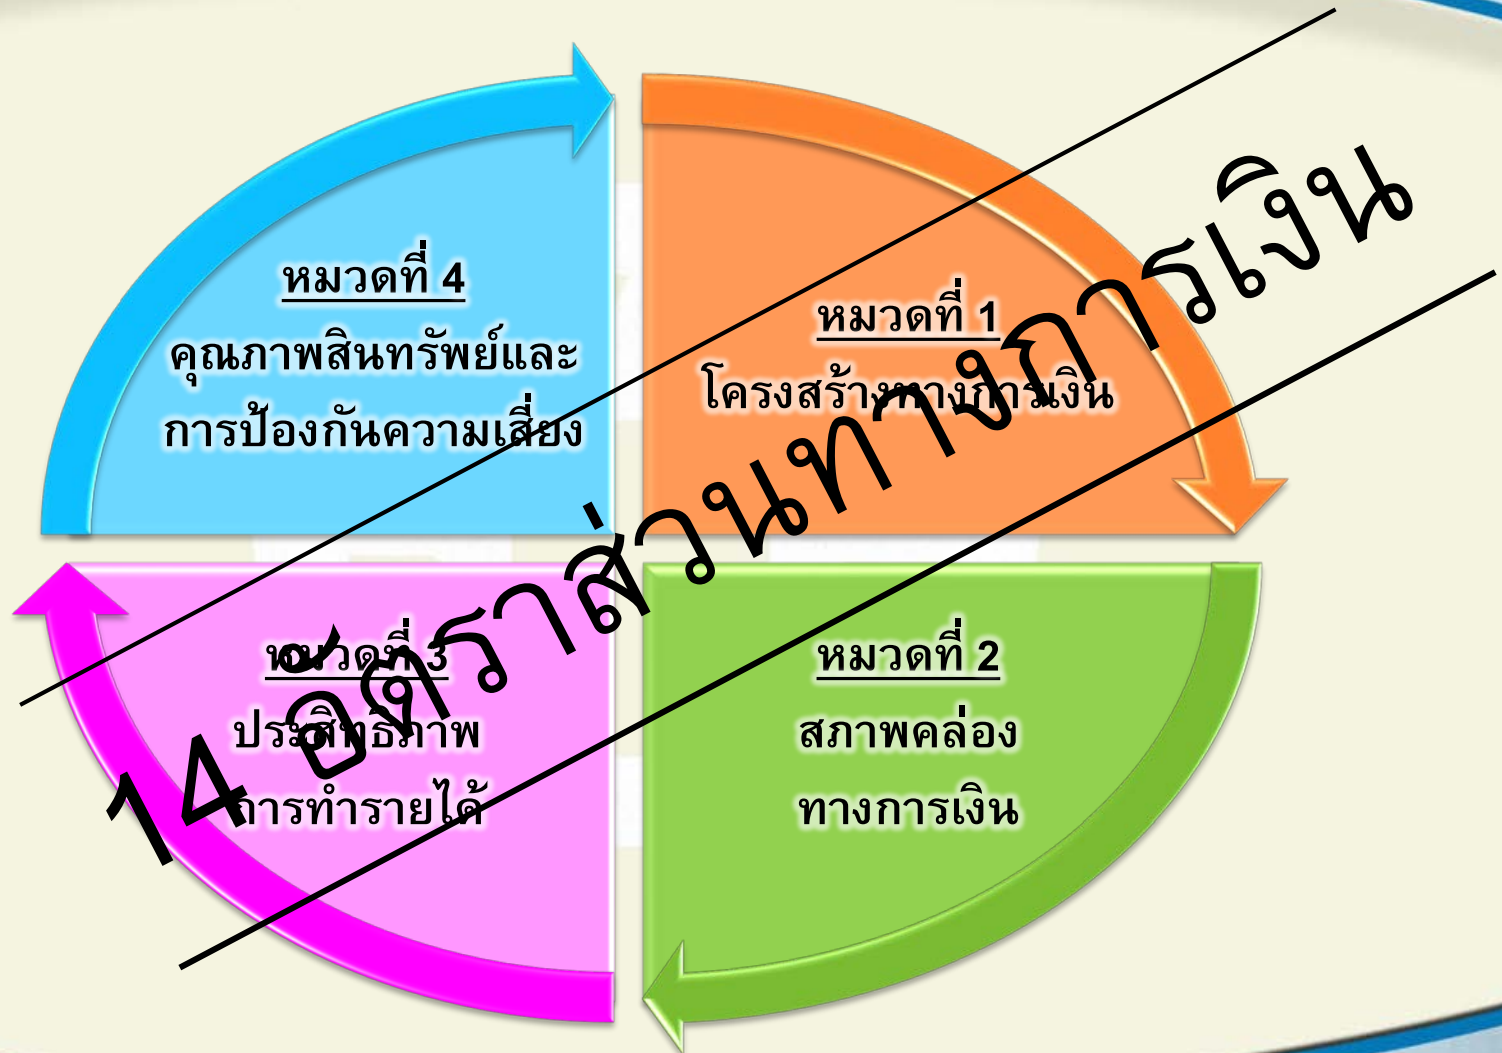 หมวดที่ 4
คุณภาพสินทรัพย์และ
การป้องกันความเสี่ยง
หมวดที่ 1
โครงสร้างทางการเงิน
หมวดที่ 3
ประสิทธิภาพ
การทำรายได้
หมวดที่ 2
สภาพคล่อง
ทางการเงิน
14 อัตราส่วนทางการเงิน